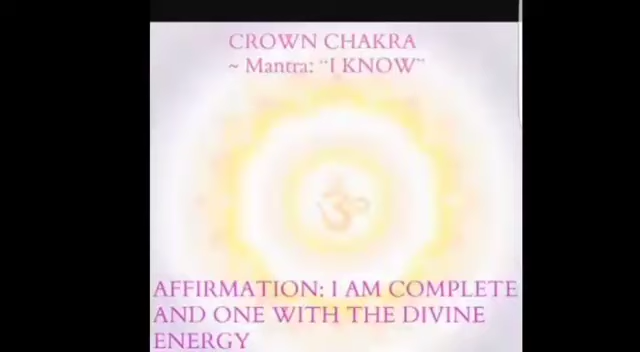 CROWN CHAKRA
~ Mantra: “I KNOW”
ॐ
AFFIRMATION: I AM COMPLETE
AND ONE WITH THE DIVINE
ENERGY